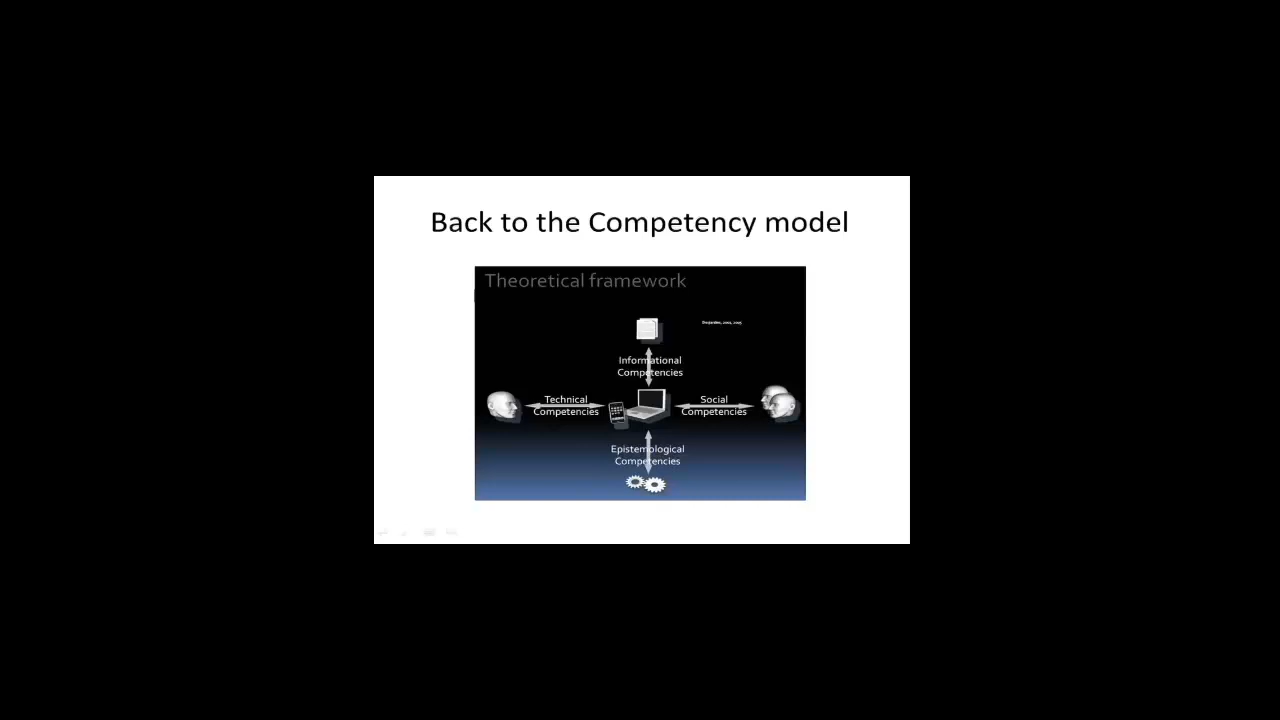 Back to the Competency model
Theoretical framework
Informational
Competencies
Technical
Competencies
Social
Competencies
Epistemological
Competencies